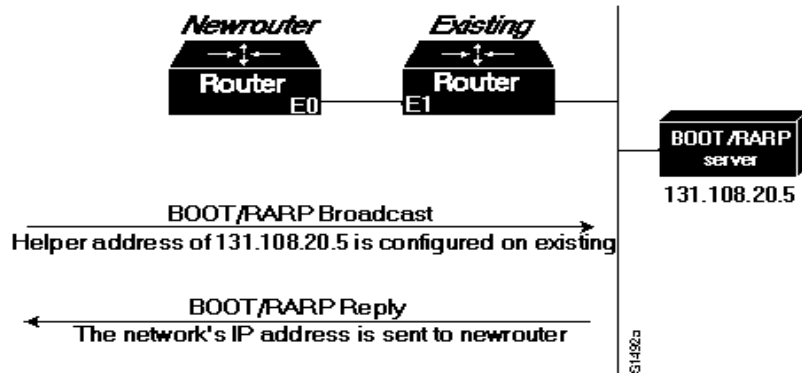 Newrouter
Existing
Router
Router
E0
E1
BOOT/RARP
server
131.108.20.5
BOOT/RARP Broadcast
Helper address of 131.108.20.5 is configured on existing
BOOT/RARP Reply
The network's IP address is sent to newrouter
S1492a